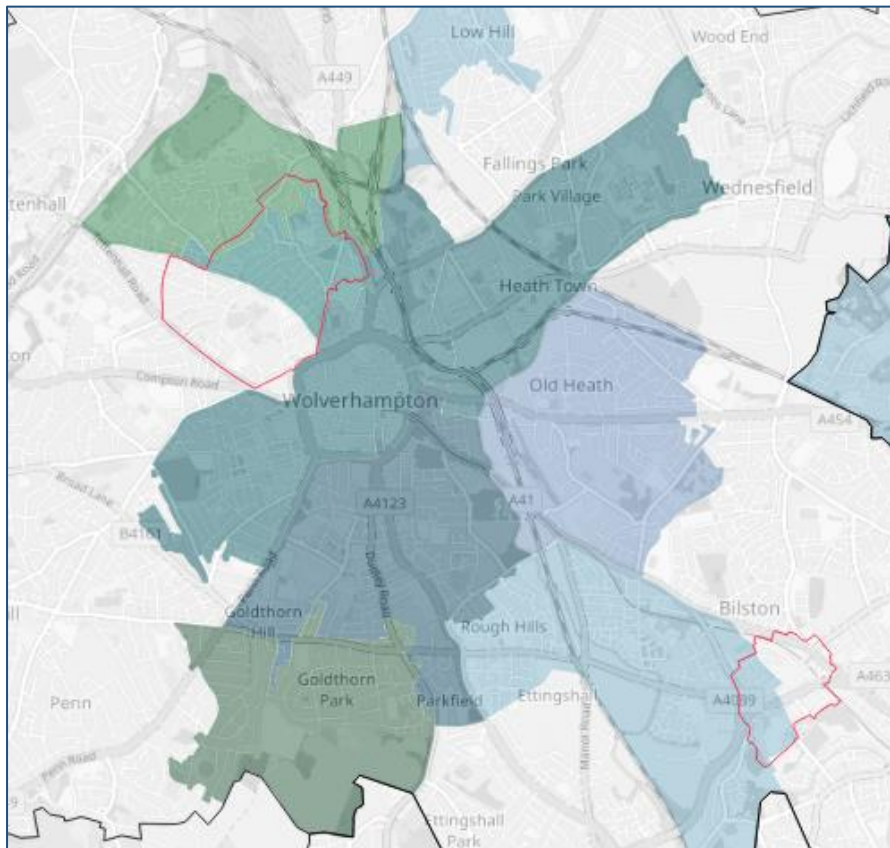 Low Hill
Wood End
A449
Fallings Park
Park Village
Wednesfield
Heath Town
Compton Road
Wolverhampton
Old Heath
A454
Broad Lane
A4123
A41
B4161
Dudley Road
Bilston
Goldthorn
Hill
Rough Hills
A463
Penn
Goldthorn
Park
Parkfield
Ettingshall
A4039
Manor Road
Penn Road
Ettingshall
Park